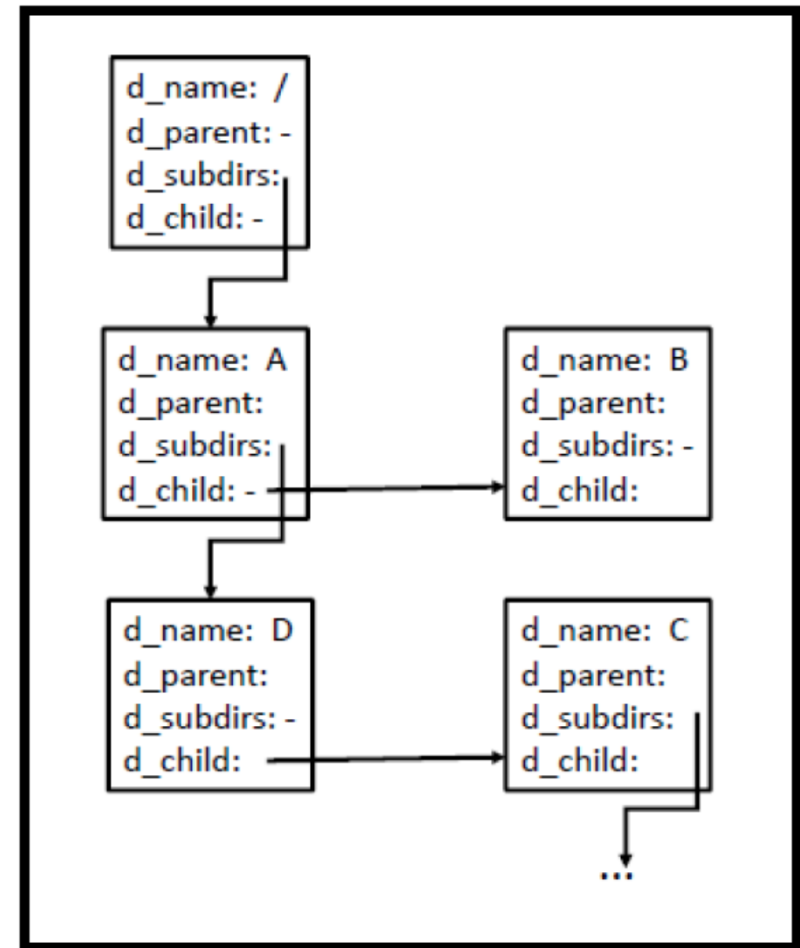 d_name: /
d_parent: -
d_subdirs:
d_child: -
d_name: A
d_parent:
d_subdirs:
d_child: -
d_name: B
d_parent:
d_subdirs: -
d_child:
d_name: D
d_parent:
d_subdirs: -
d_child:
d_name: C
d_parent:
d_subdirs:
d_child:
...